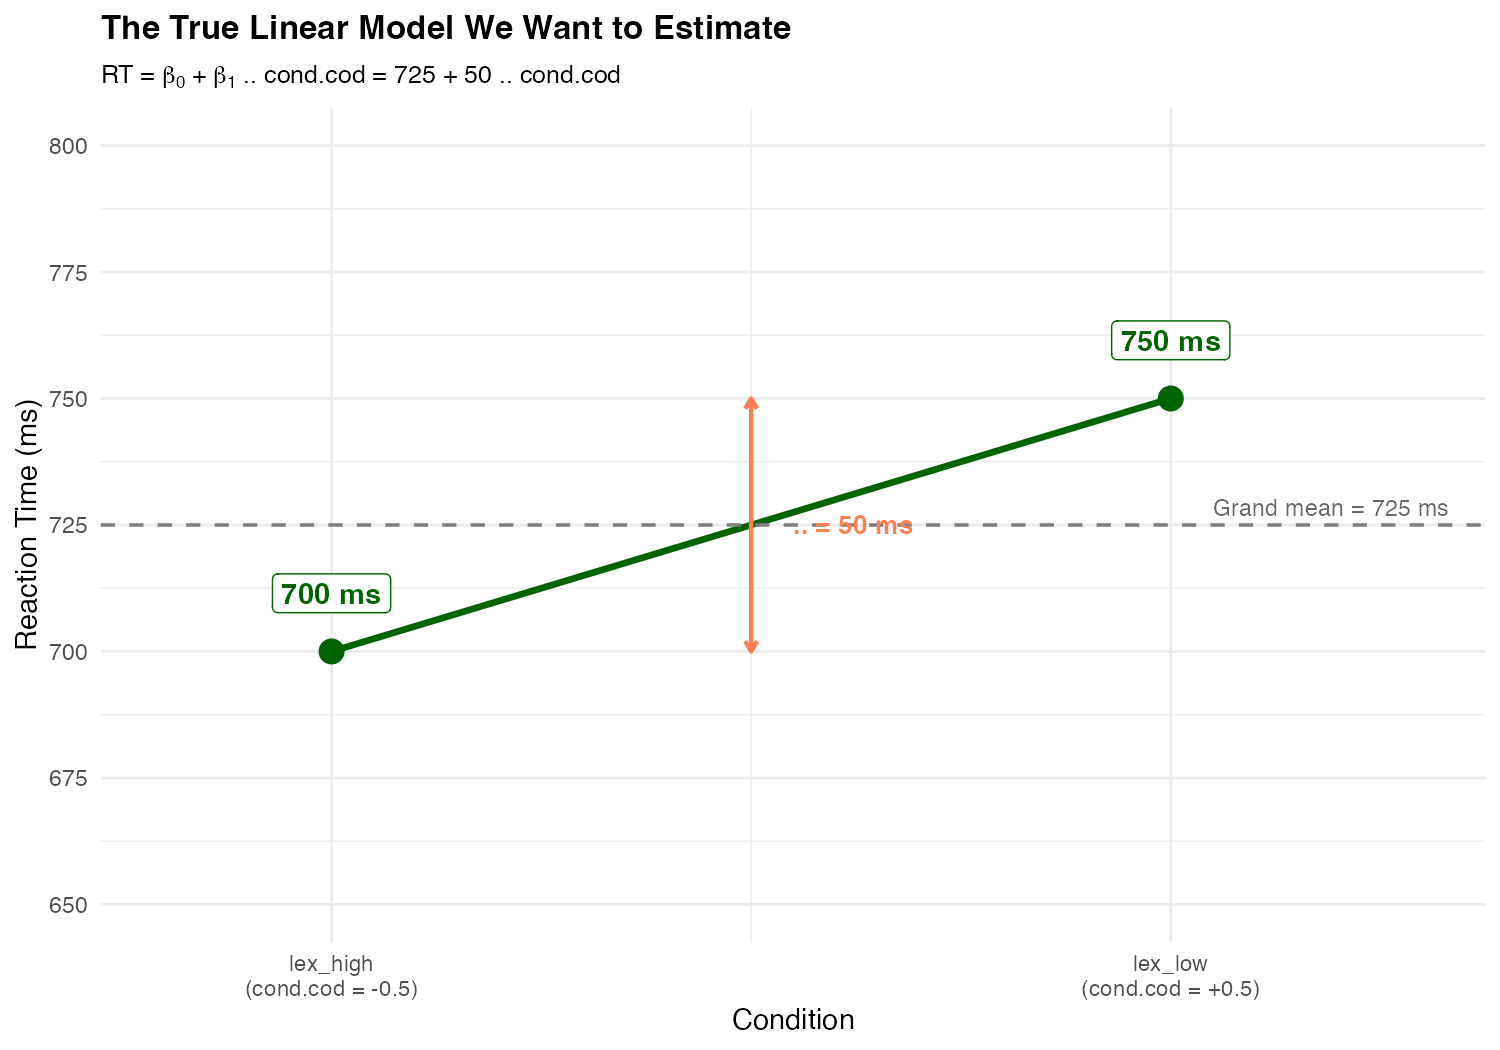 The True Linear Model We Want to Estimate
RT = β₀ + β₁ .. cond.cod = 725 + 50 .. cond.cod
800
775
750
725
700
675
650
Reaction Time (ms)
750 ms
Grand mean = 725 ms
.. = 50 ms
700 ms
lex_high
(cond.cod = -0.5)
lex_low
(cond.cod = +0.5)
Condition